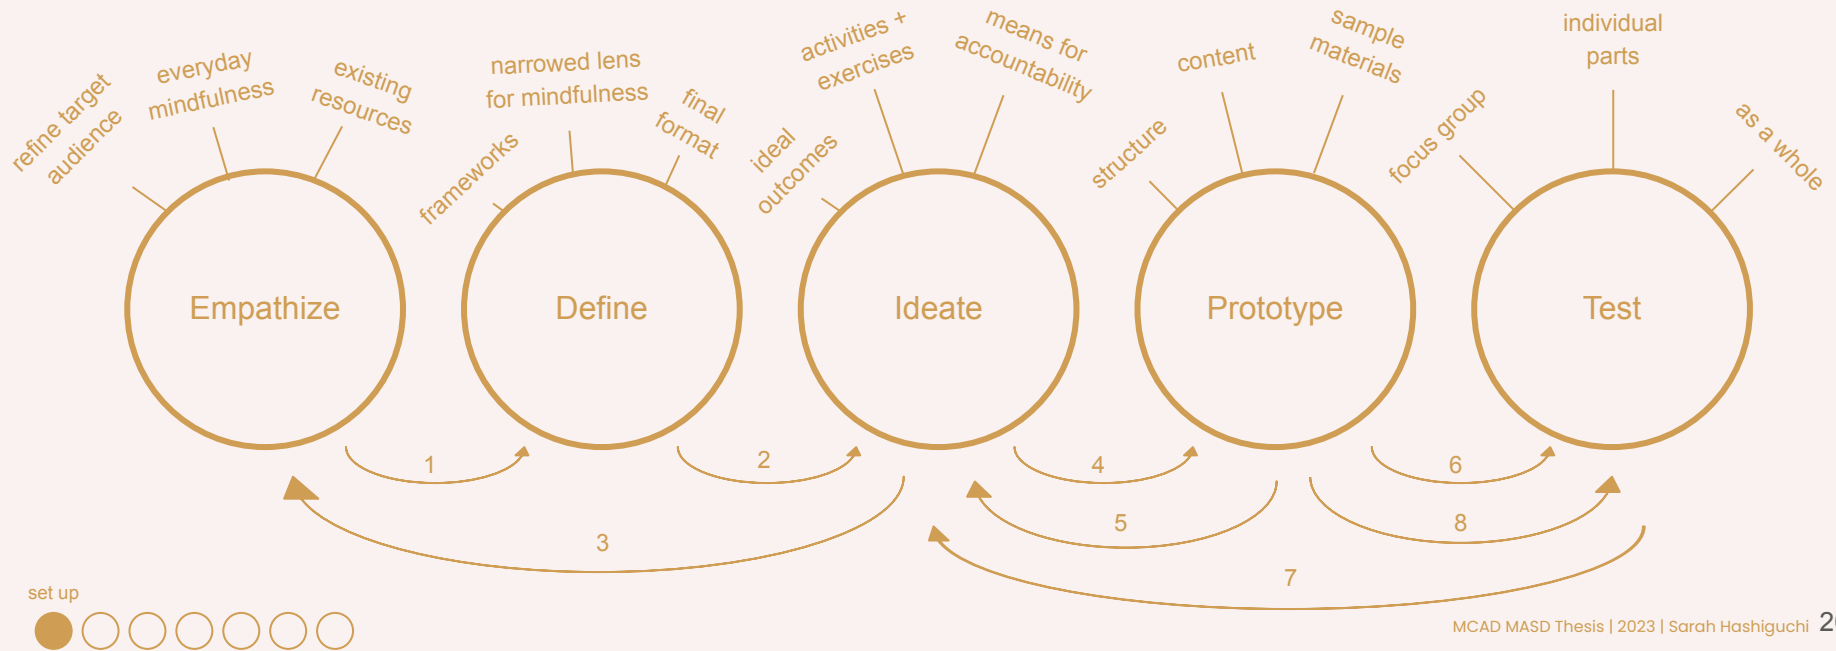 refine target
audience
everyday
mindfulness
existing
resources
frameworks
narrowed lens
for mindfulness
final
format
ideal
outcomes
activities +
exercises
means for
accountability
structure
content
sample
materials
focus group
individual
parts
as a whole
Empathize
Define
Ideate
Prototype
Test
1
2
3
4
5
6
7
8
set up
MCAD MASD Thesis | 2023 | Sarah Hashiguchi